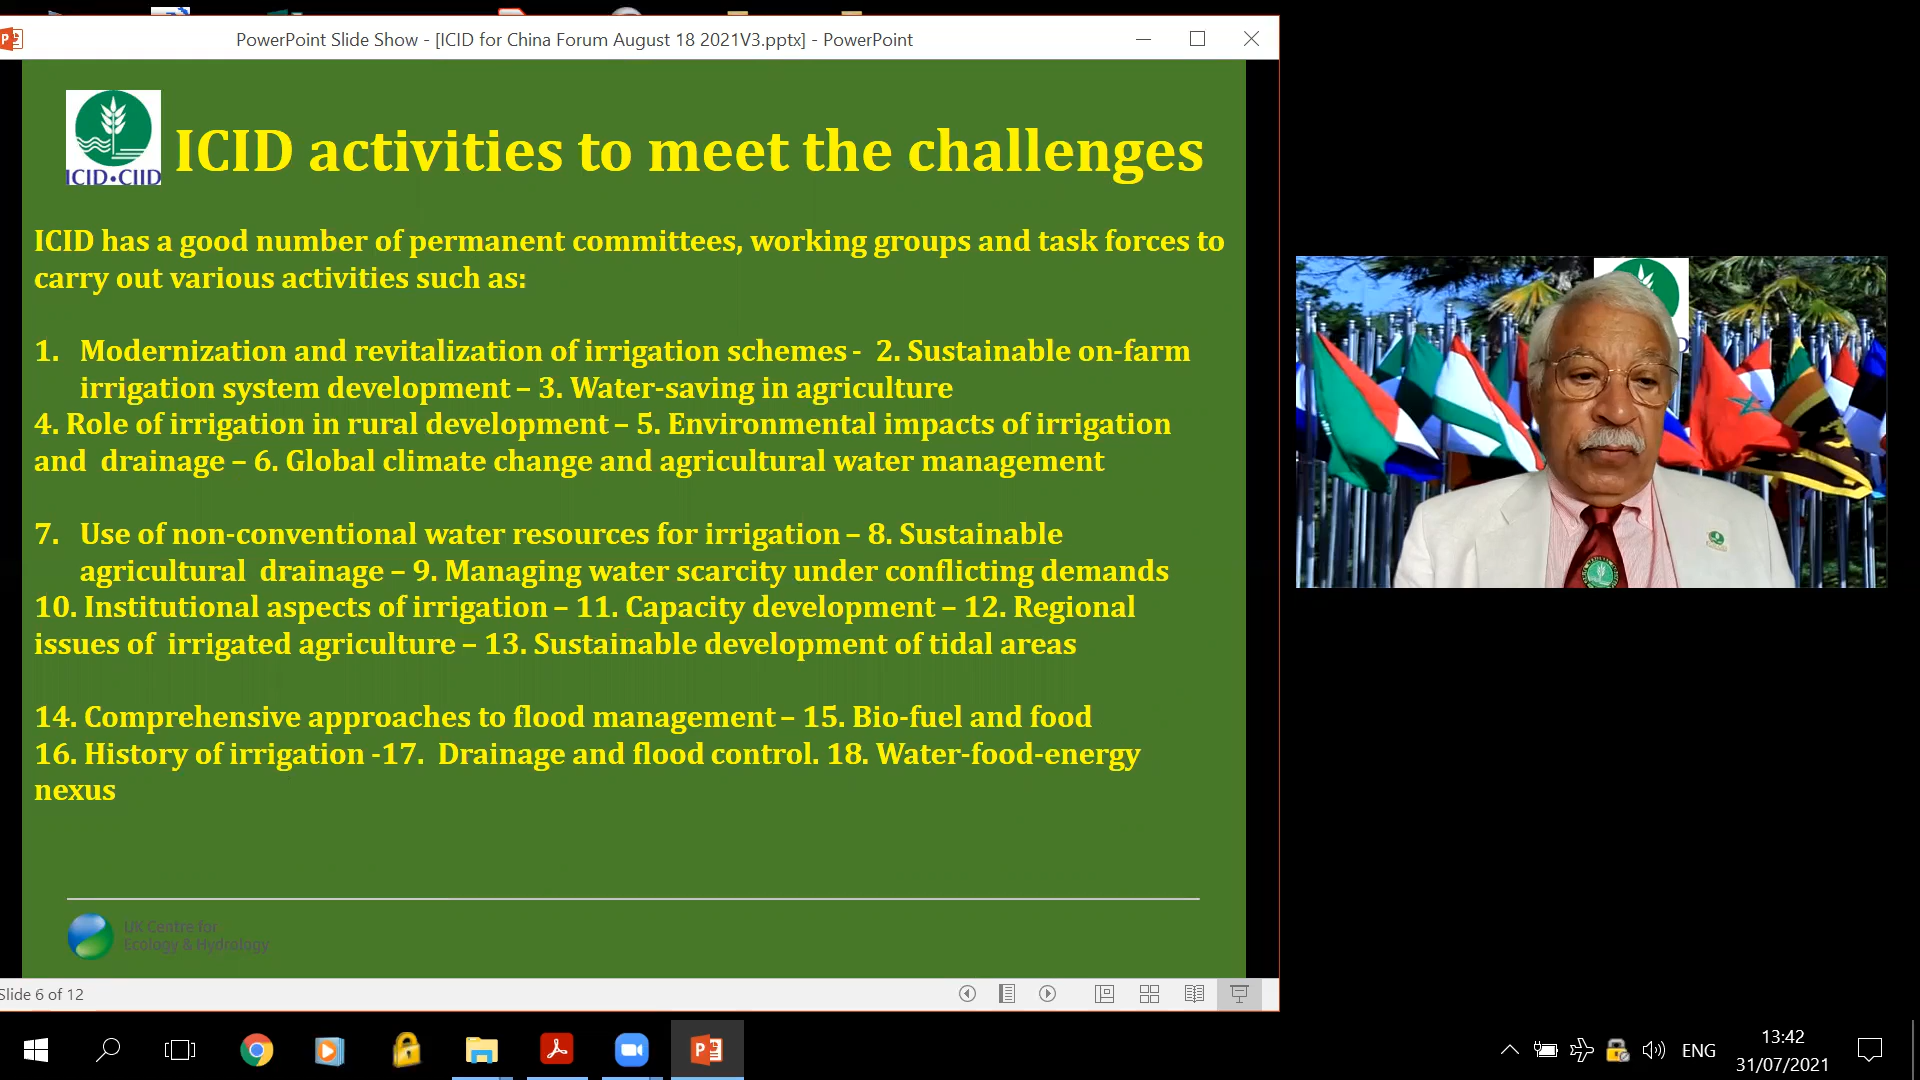 PowerPoint Slide Show - [ICID for China Forum August 18 2021V3.pptx] - PowerPoint
ICID•CIID
ICID activities to meet the challenges
ICID has a good number of permanent committees, working groups and task forces to
carry out various activities such as:
1. Modernization and revitalization of irrigation schemes - 2. Sustainable on-farm
irrigation system development – 3. Water-saving in agriculture
4. Role of irrigation in rural development – 5. Environmental impacts of irrigation
and drainage – 6. Global climate change and agricultural water management
7. Use of non-conventional water resources for irrigation – 8. Sustainable
agricultural drainage – 9. Managing water scarcity under conflicting demands
10. Institutional aspects of irrigation – 11. Capacity development – 12. Regional
issues of irrigated agriculture – 13. Sustainable development of tidal areas
14. Comprehensive approaches to flood management – 15. Bio-fuel and food
16. History of irrigation -17. Drainage and flood control. 18. Water-food-energy
nexus
UK Centre for
Ecology & Hydrology
Slide 6 of 12
ENG
13:42
31/07/2021